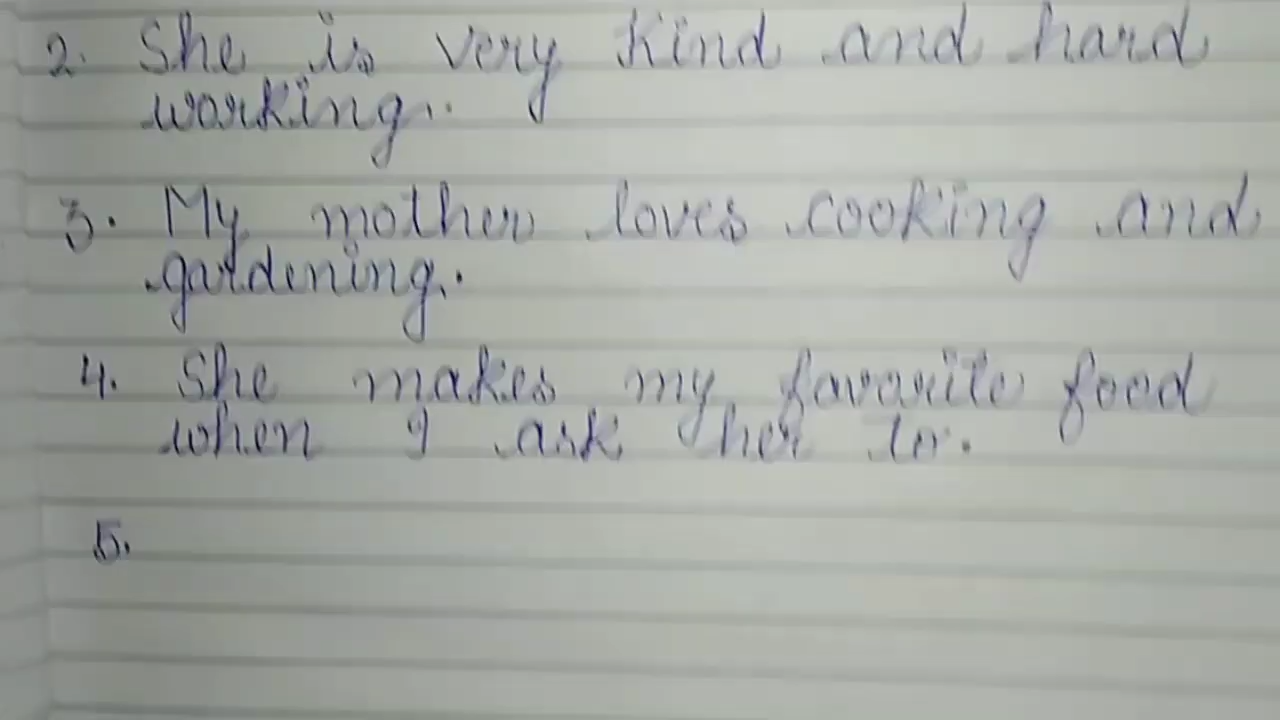 2. She is very kind and hard
working.
3. My mother loves cooking and
gardening.
4. She makes my favorite food
when I ask her to.
5.